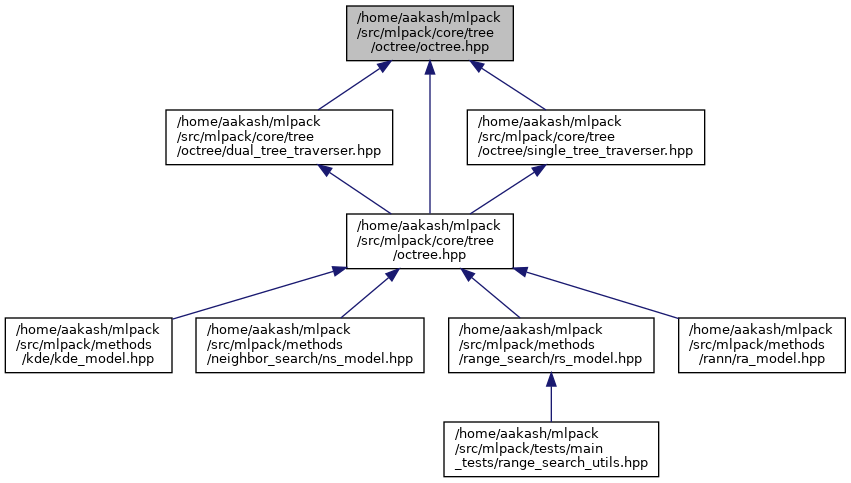 /home/aakash/mlpack
/src/mlpack/core/tree
/octree/octree.hpp
/home/aakash/mlpack
/src/mlpack/core/tree
/octree/dual_tree_traverser.hpp
/home/aakash/mlpack
/src/mlpack/core/tree
/octree/single_tree_traverser.hpp
/home/aakash/mlpack
/src/mlpack/core/tree
/octree.hpp
/home/aakash/mlpack
/src/mlpack/methods
/kde/kde_model.hpp
/home/aakash/mlpack
/src/mlpack/methods
/neighbor_search/ns_model.hpp
/home/aakash/mlpack
/src/mlpack/methods
/range_search/rs_model.hpp
/home/aakash/mlpack
/src/mlpack/methods
/rann/ra_model.hpp
/home/aakash/mlpack
/src/mlpack/tests/main
_tests/range_search_utils.hpp